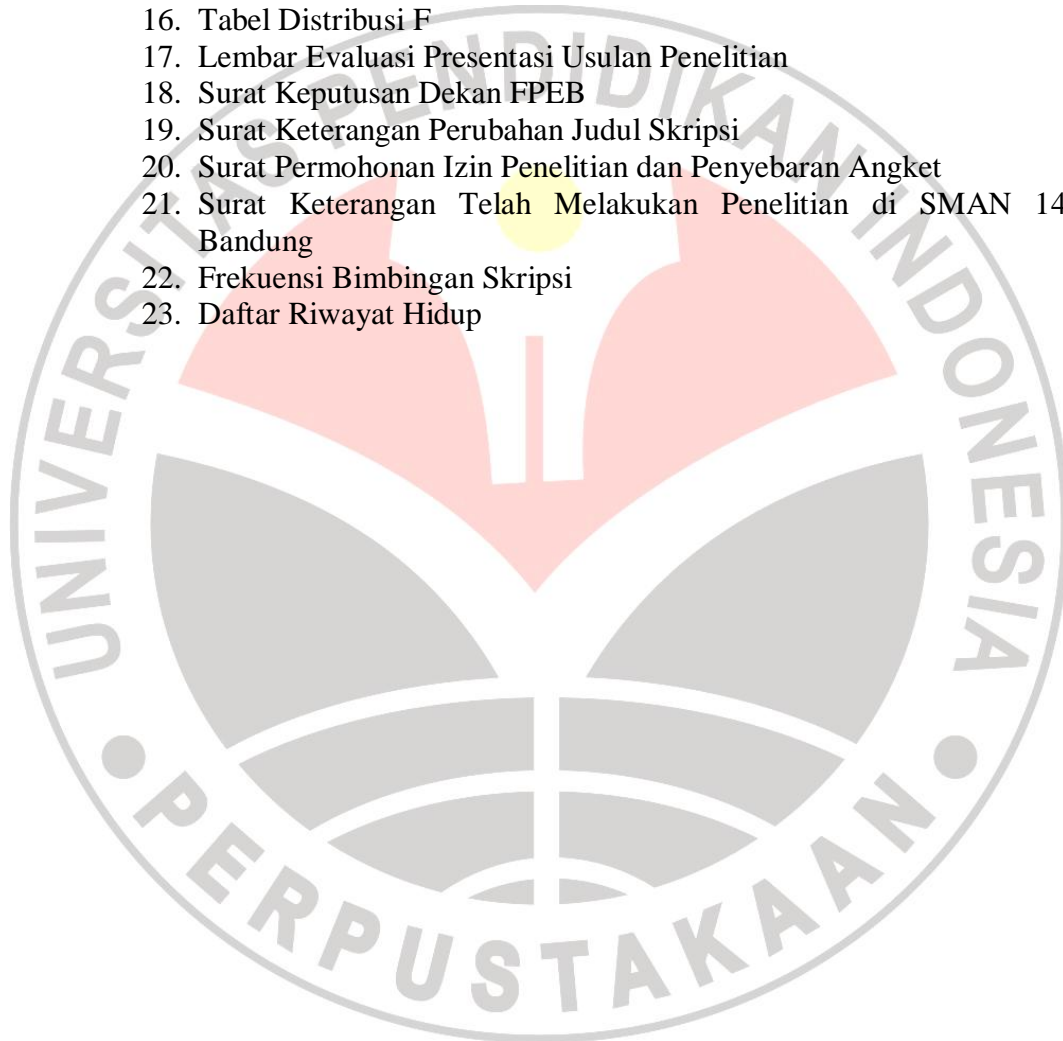 16. Tabel Distribusi F
17. Lembar Evaluasi Presentasi Usulan Penelitian
18. Surat Keputusan Dekan FPEB
19. Surat Keterangan Perubahan Judul Skripsi
20. Surat Permohonan Izin Penelitian dan Penyebaran Angket
21. Surat Keterangan Telah Melakukan Penelitian di SMAN 14
Bandung
22. Frekuensi Bimbingan Skripsi
23. Daftar Riwayat Hidup
UNIVERSITAS PENDIDIKAN INDONESIA
PERPUSTAKAAN